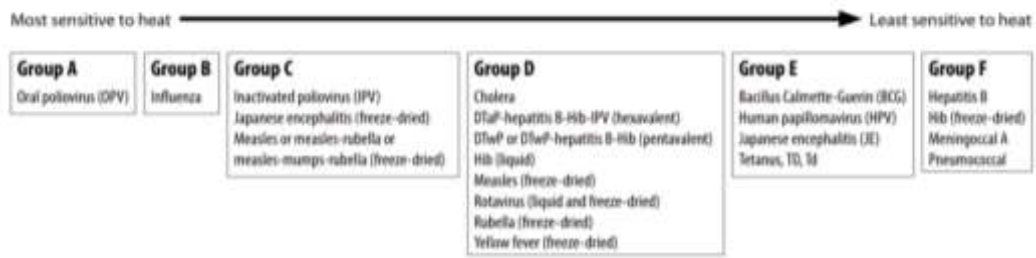 Most sensitive to heat
Least sensitive to heat
Group A
Oral poliovirus (OPV)
Group B
Influenza
Group C
Inactivated poliovirus (IPV)
Japanese encephalitis (freeze-dried)
Measles or measles-rubella or
measles-mumps-rubella (freeze-dried)
Group D
Cholera
DTaP-hepatitis B-Hib-IPV (hexavalent)
DTwP or DTwP-hepatitis B-Hib (pentavalent)
Hib (liquid)
Measles (freeze-dried)
Rotavirus (liquid and freeze-dried)
Rubella (freeze-dried)
Yellow fever (freeze-dried)
Group E
Bacillus Calmette-Guerin (BCG)
Human papillomavirus (HPV)
Japanese encephalitis (JE)
Tetanus, TD, Td
Group F
Hepatitis B
Hib (freeze-dried)
Meningoccal A
Pneumococcal